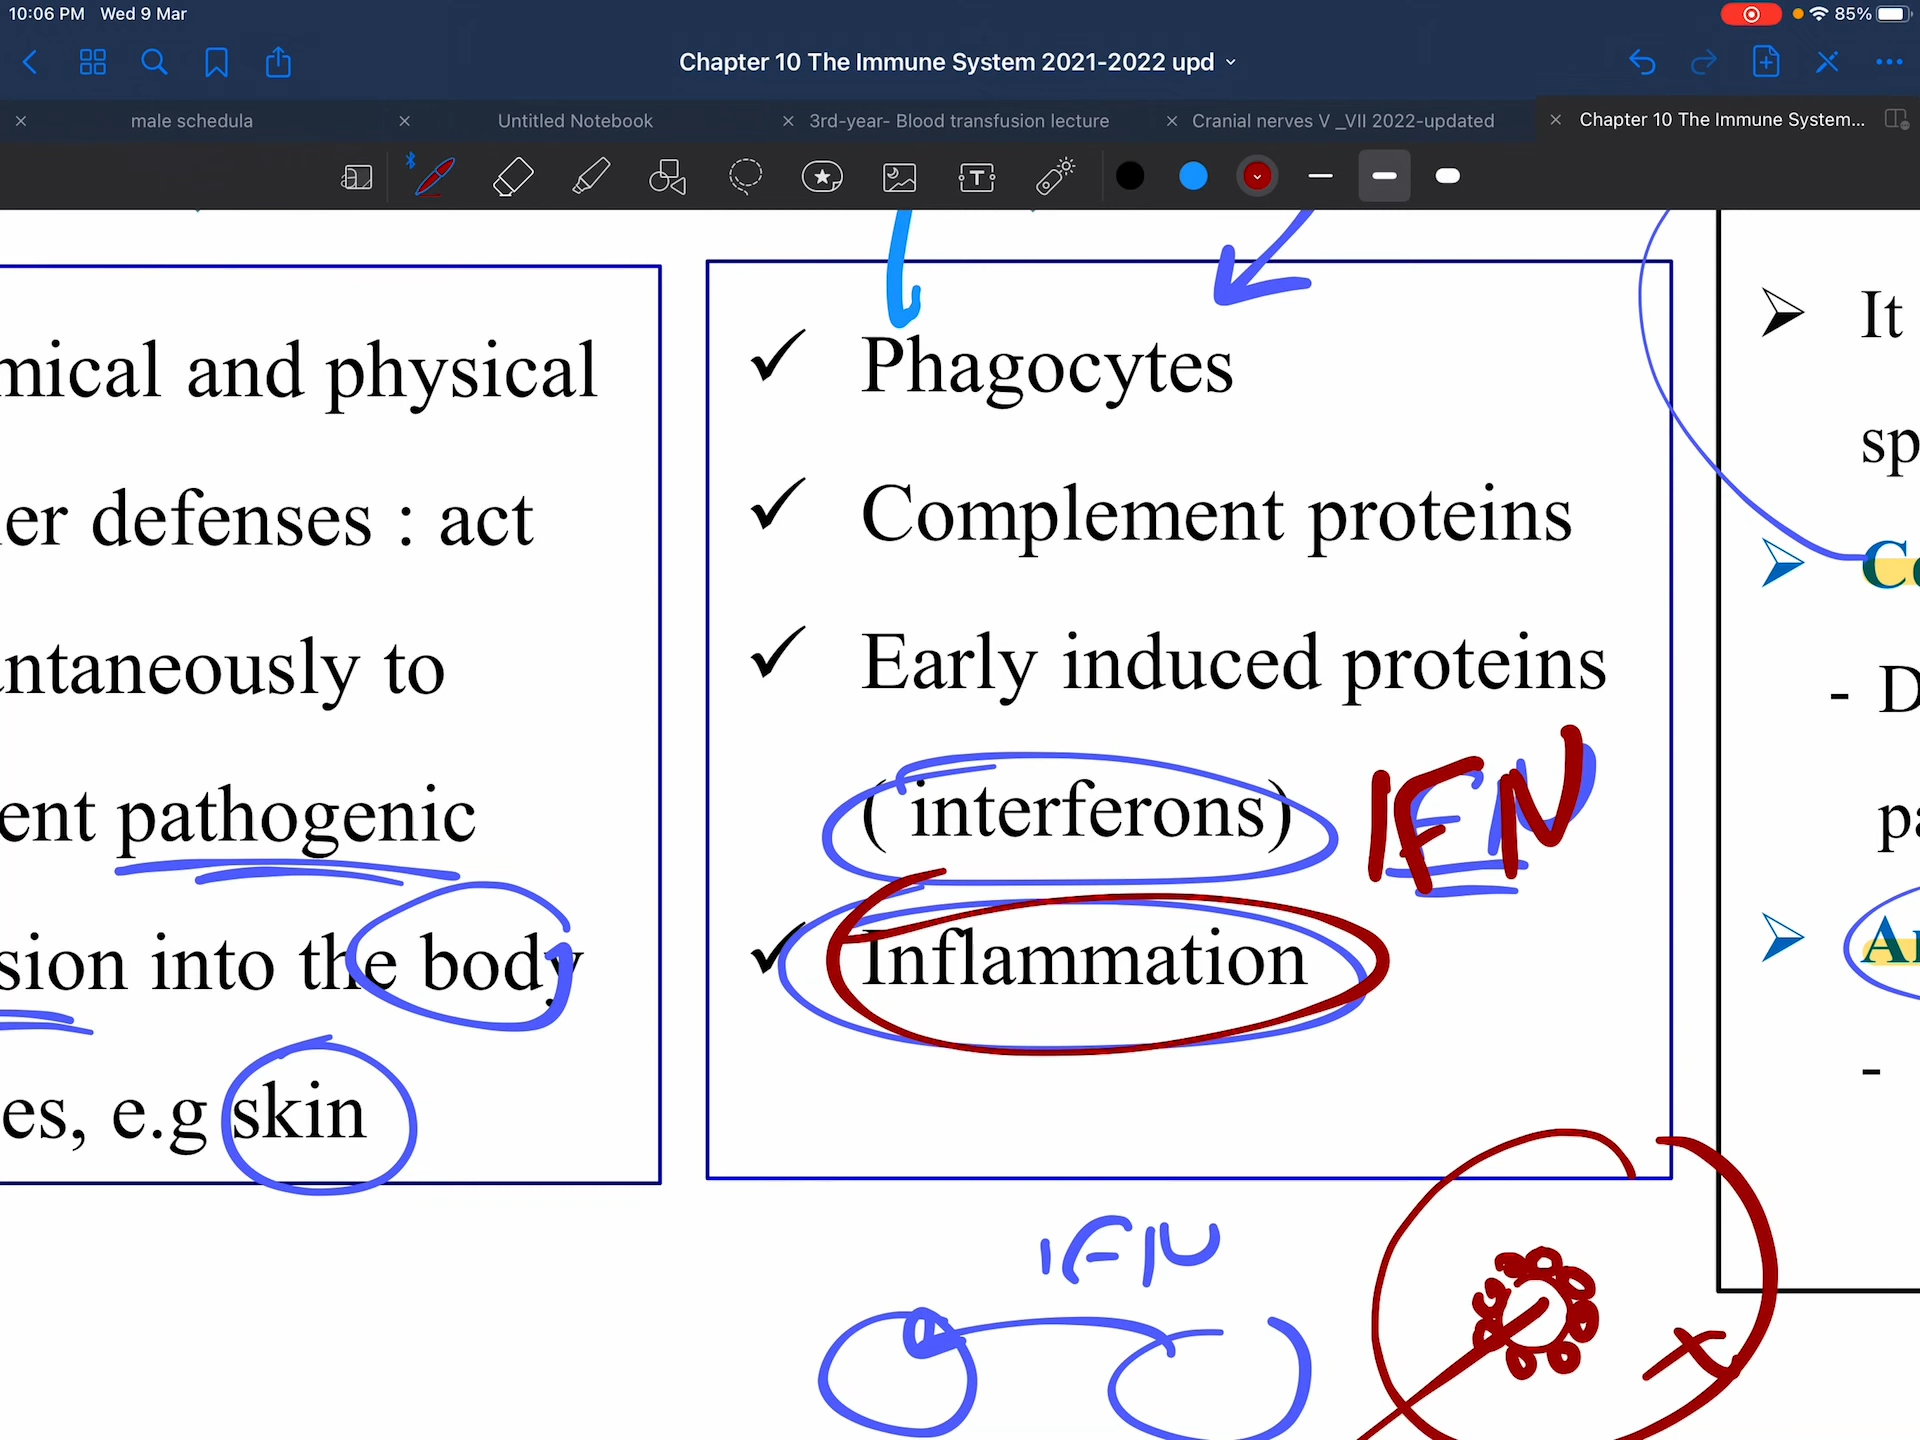 10:06 PM Wed 9 Mar
85%
Chapter 10 The Immune System 2021-2022 upd
male schedula
Untitled Notebook
3rd-year- Blood transfusion lecture
Cranial nerves V _VII 2022-updated
Chapter 10 The Immune System...
mical and physical
er defenses : act
ntaneously to
ent pathogenic
sion into the body
es, e.g skin
✓ Phagocytes
✓ Complement proteins
✓ Early induced proteins
( interferons) IFN
✓ Inflammation
IFN
It
sp
Co
- D
pa
-